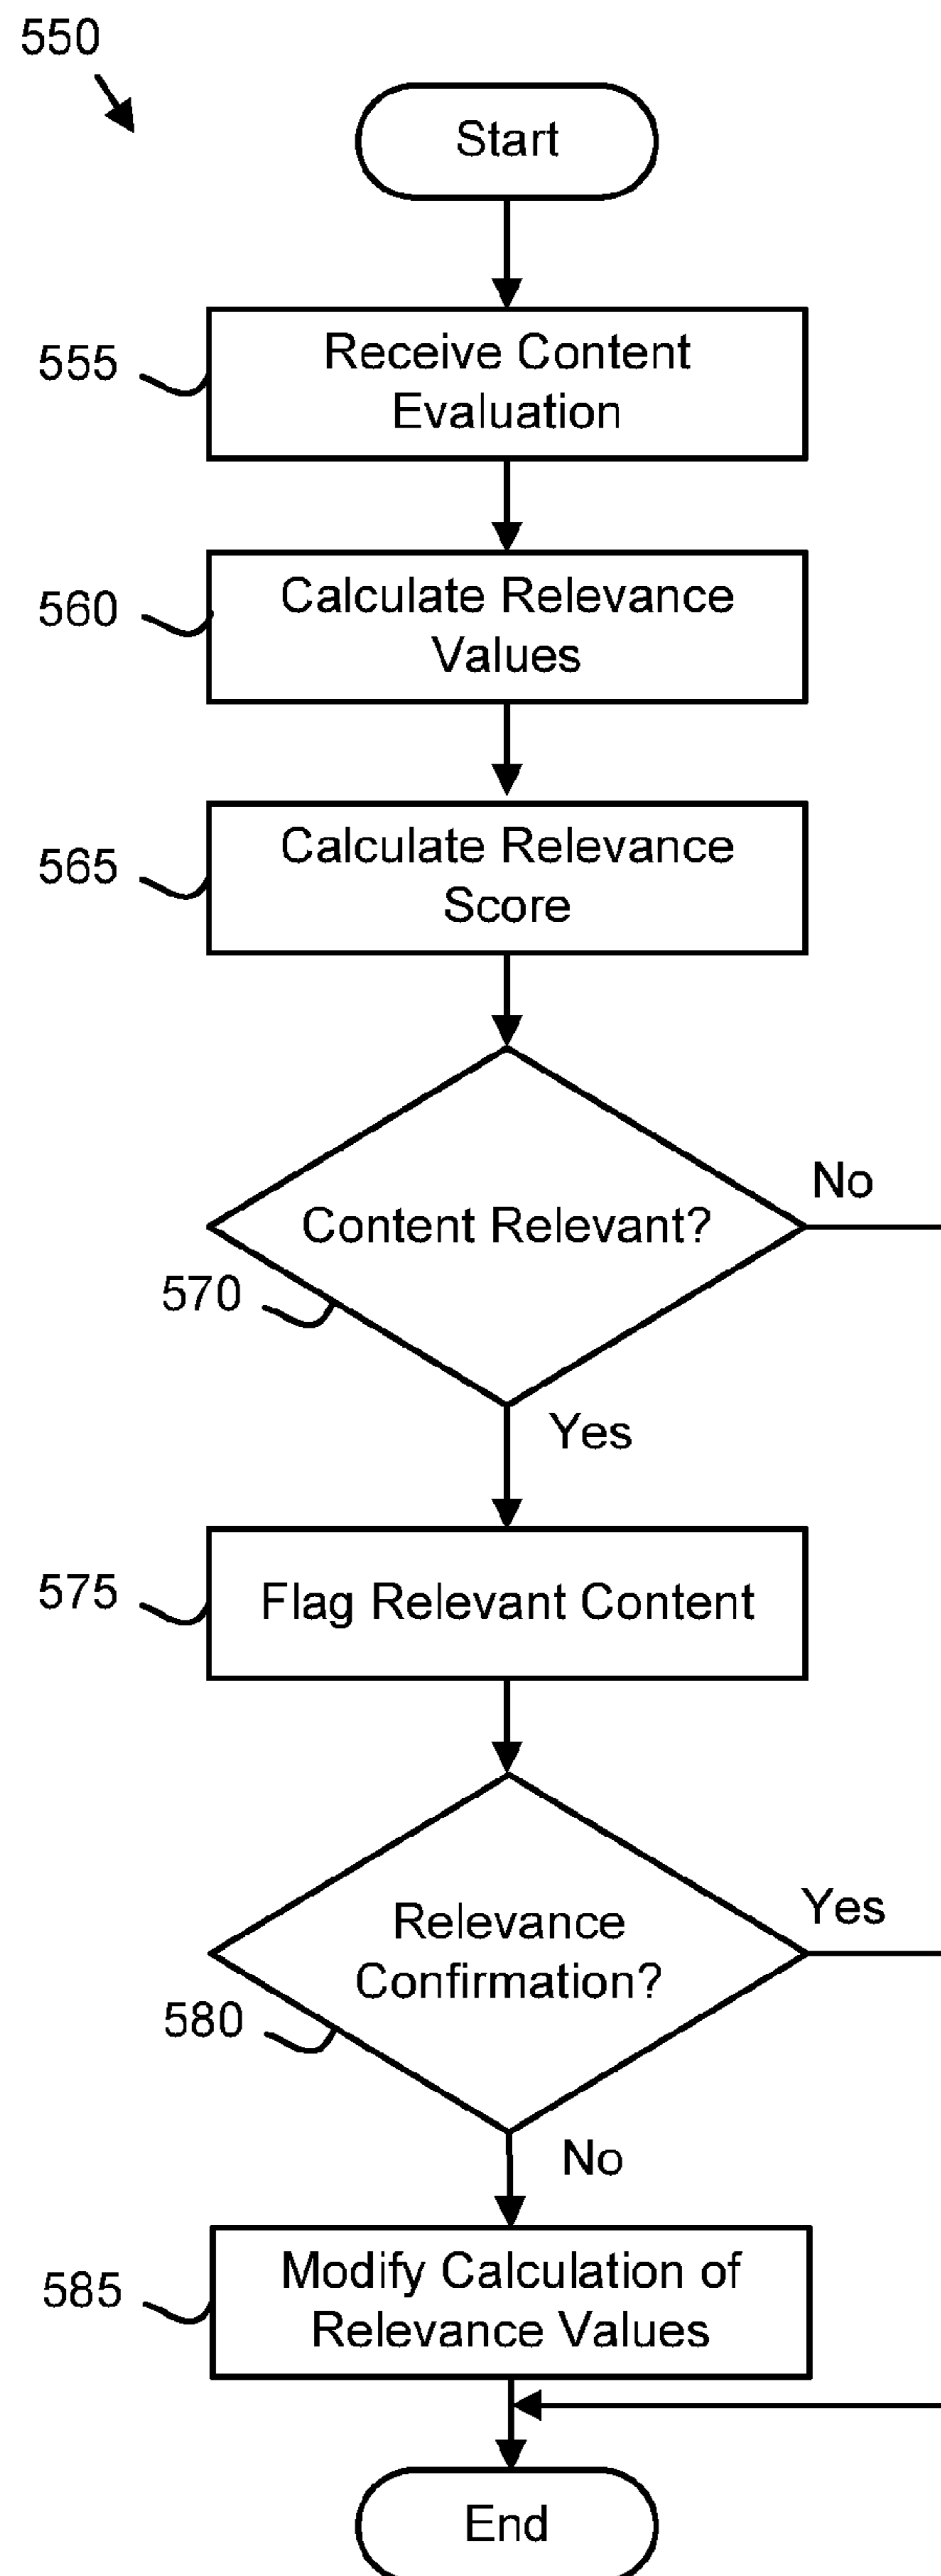 550
Start
555
Receive Content
Evaluation
560
Calculate Relevance
Values
565
Calculate Relevance
Score
Content Relevant?
No
570
Yes
575
Flag Relevant Content
Relevance
Confirmation?
Yes
580
No
585
Modify Calculation of
Relevance Values
End